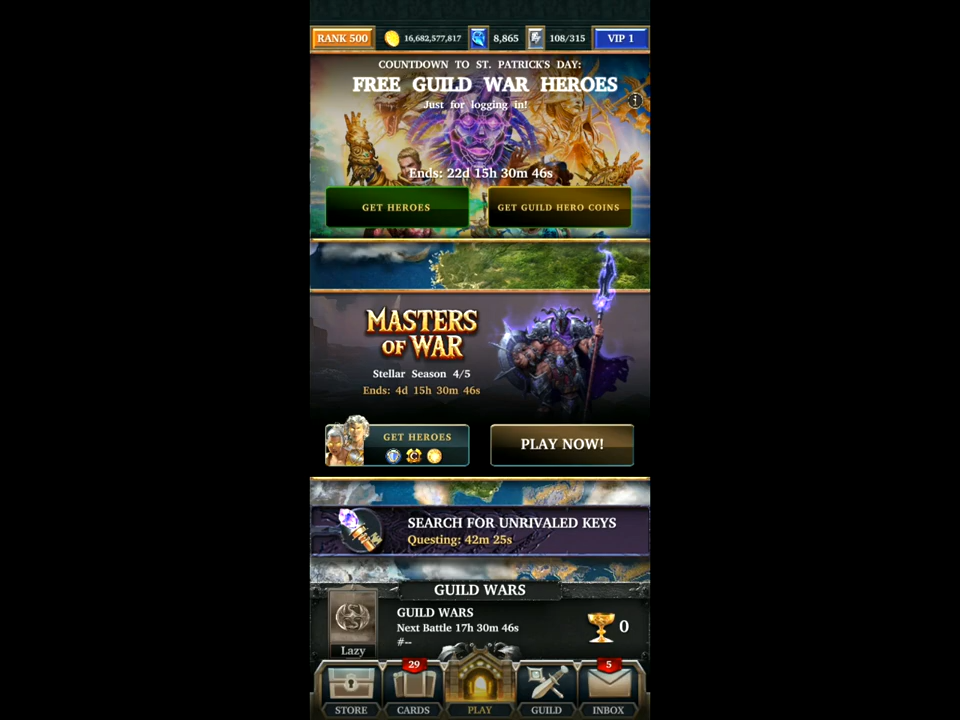 RANK 500
16,682,577,817
8,865
108/315
VIP 1
COUNTDOWN TO ST. PATRICK'S DAY:
FREE GUILD WAR HEROES
Just for logging in!
Ends: 22d 15h 30m 46s
GET HEROES
GET GUILD HERO COINS
MASTERS
OF WAR
Stellar Season 4/5
Ends: 4d 15h 30m 46s
GET HEROES
PLAY NOW!
SEARCH FOR UNRIVALED KEYS
Questing: 42m 25s
GUILD WARS
GUILD WARS
Next Battle 17h 30m 46s
#--
0
Lazy
29
5
STORE
CARDS
PLAY
GUILD
INBOX